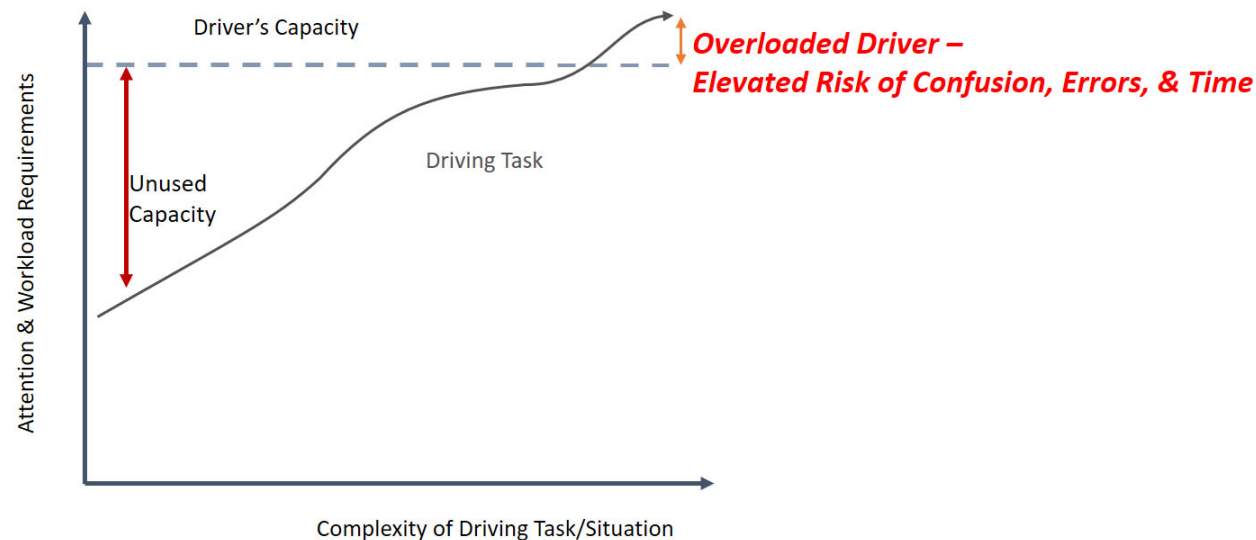 Driver's Capacity
Overloaded Driver –
Elevated Risk of Confusion, Errors, & Time
Driving Task
Unused
Capacity
Attention & Workload Requirements
Complexity of Driving Task/Situation